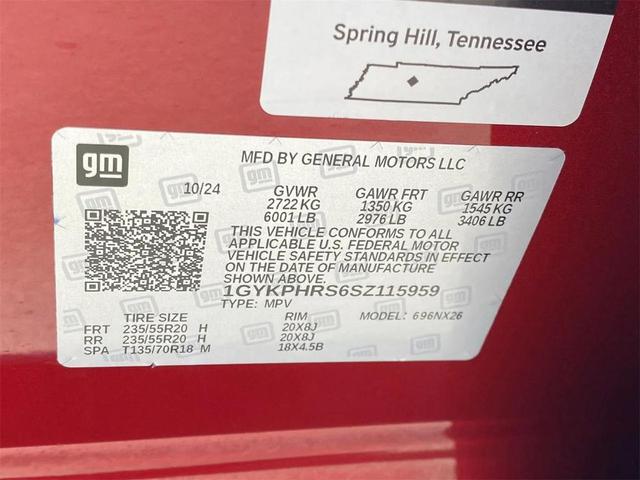 Spring Hill, Tennessee
gm
MFD BY GENERAL MOTORS LLC
10/24 GVWR GAWR FRT GAWR RR
2722 KG 1350 KG 1545 KG
6001 LB 2976 LB 3406 LB
THIS VEHICLE CONFORMS TO ALL
APPLICABLE U.S. FEDERAL MOTOR
VEHICLE SAFETY STANDARDS IN EFFECT
ON THE DATE OF MANUFACTURE
SHOWN ABOVE.
1GYKPHRS6SZ115959
TYPE: MPV MODEL: 696NX26
TIRE SIZE RIM
FRT 235/55R20 H 20X8J
RR 235/55R20 H 20X8J
SPA T135/70R18 M 18X4.5B